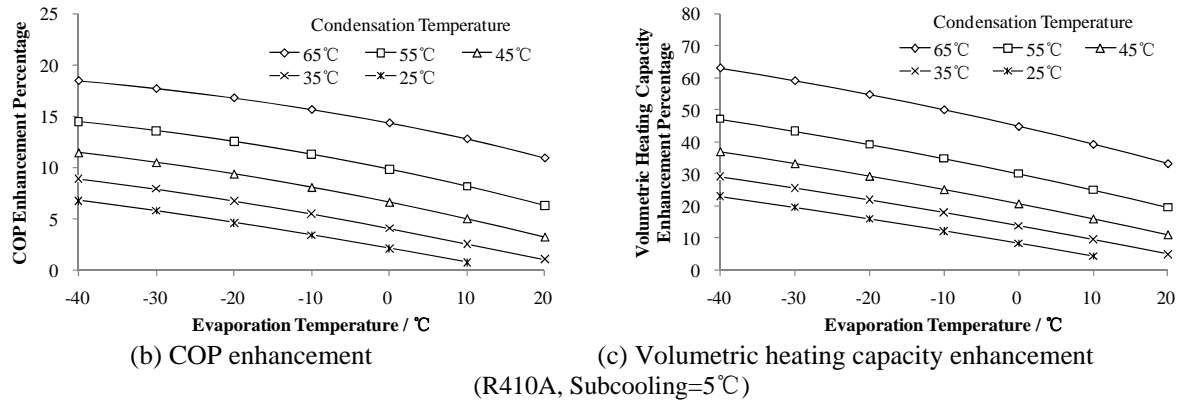 COP Enhancement Percentage
25
20
15
10
5
0
Condensation Temperature
65℃ 55℃ 45℃
35℃ 25℃
-40 -30 -20 -10 0 10 20
Evaporation Temperature / ℃
(b) COP enhancement
Volumetric Heating Capacity
Enhancement Percentage
80
70
60
50
40
30
20
10
0
Condensation Temperature
65℃ 55℃ 45℃
35℃ 25℃
-40 -30 -20 -10 0 10 20
Evaporation Temperature / ℃
(c) Volumetric heating capacity enhancement
(R410A, Subcooling=5℃)